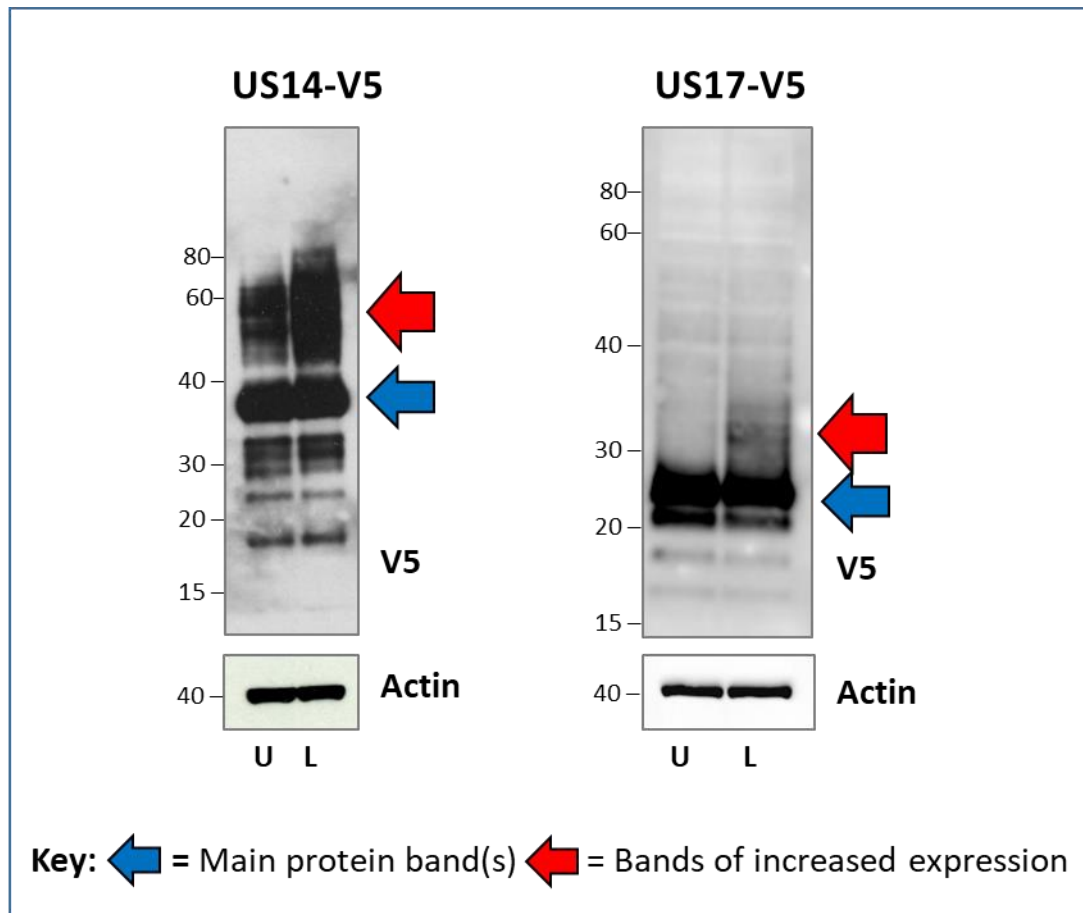 US14-V5
US17-V5
80
60
40
30
20
15
V5
40
Actin
U L
80
60
40
30
20
15
V5
40
Actin
U L
Key: = Main protein band(s) = Bands of increased expression